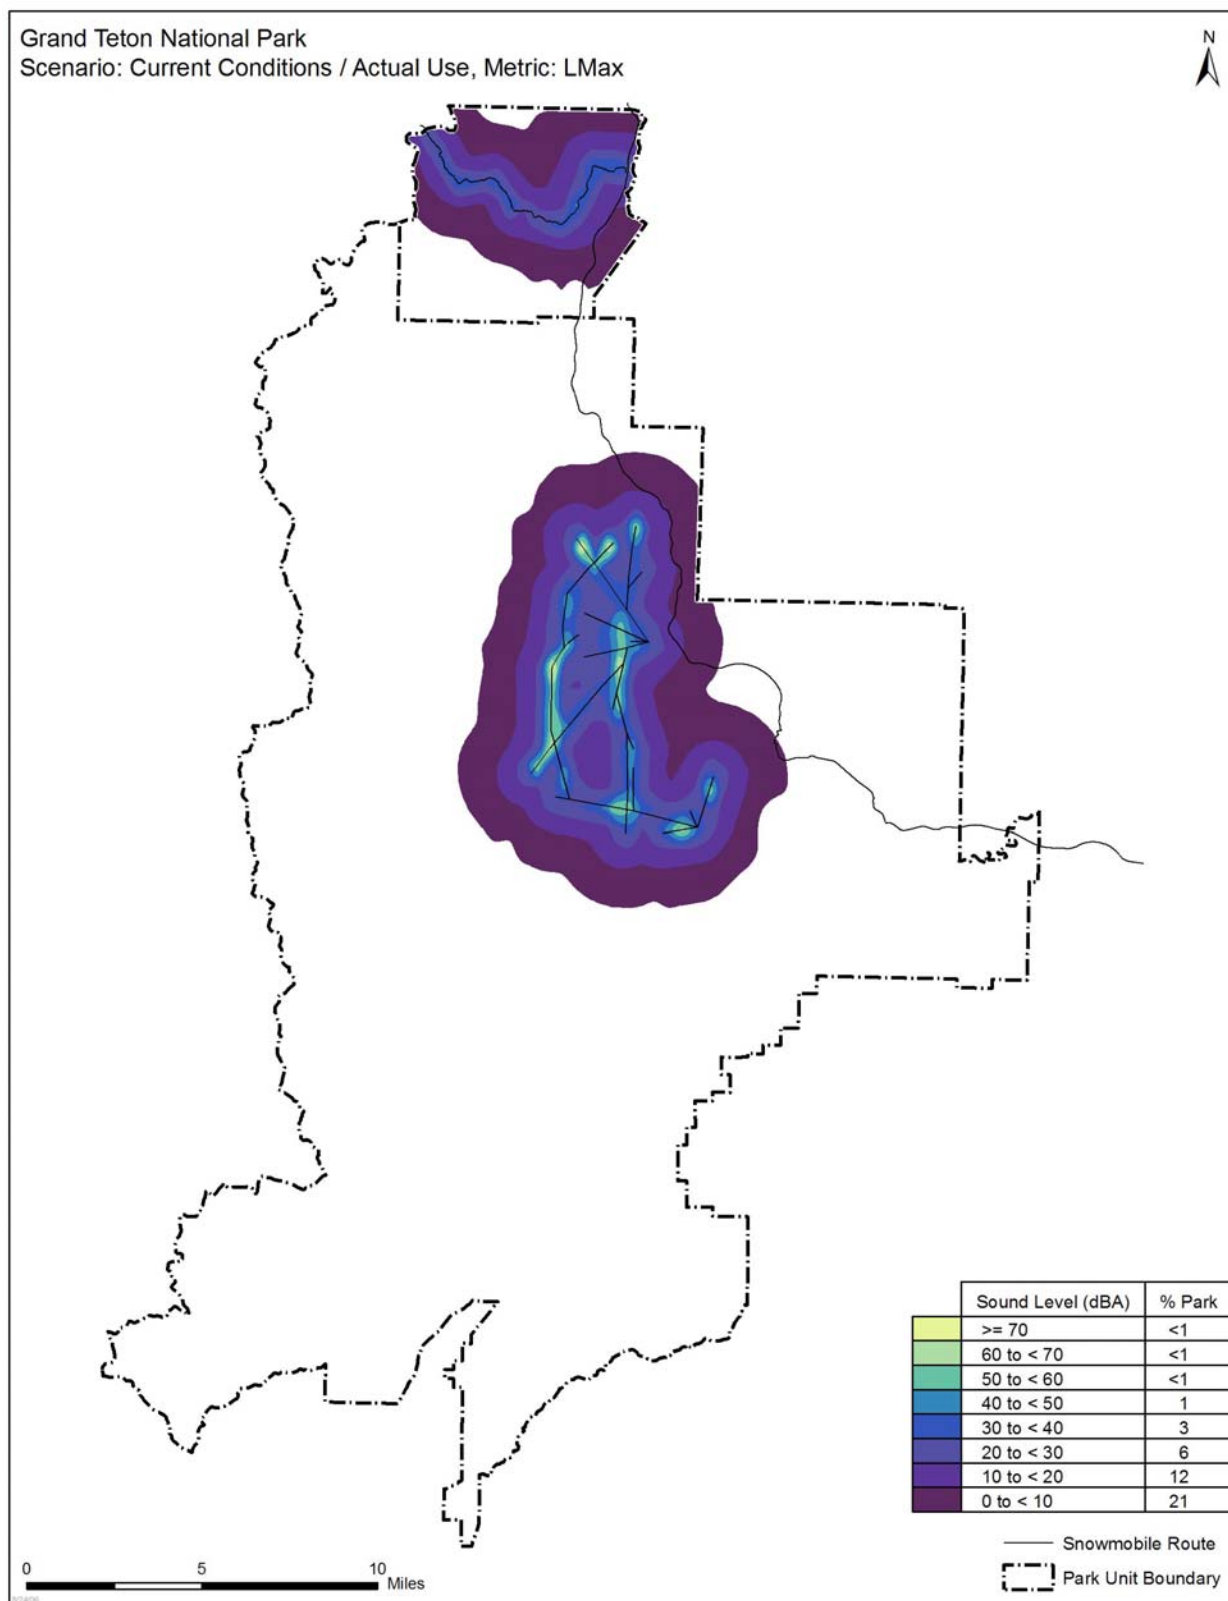 Grand Teton National Park
Scenario: Current Conditions / Actual Use, Metric: LMax
N
Sound Level (dBA) % Park
>= 70 <1
60 to < 70 <1
50 to < 60 <1
40 to < 50 1
30 to < 40 3
20 to < 30 6
10 to < 20 12
0 to < 10 21
Snowmobile Route
Park Unit Boundary
0 5 10
Miles